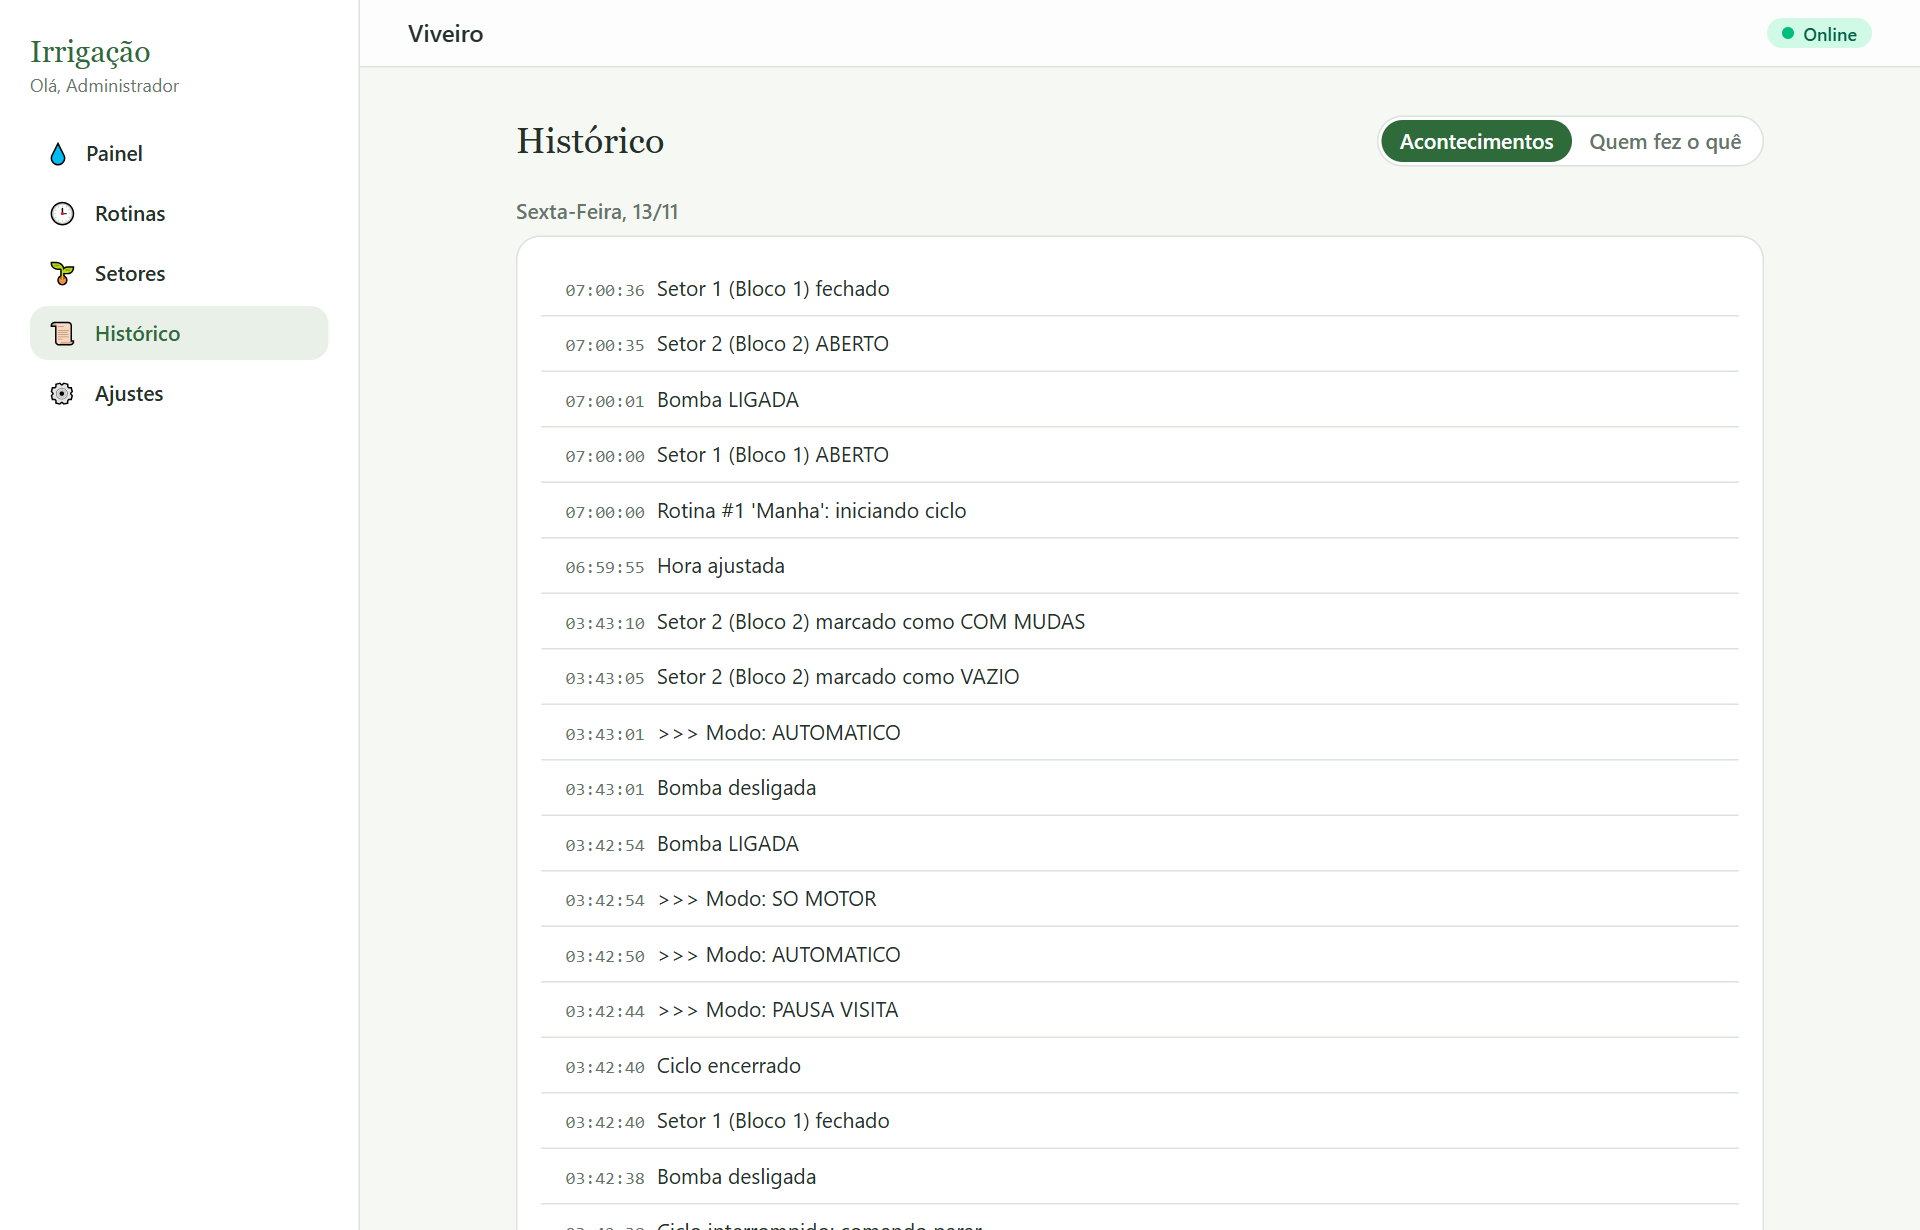 Irrigação
Olá, Administrador
Painel
Rotinas
Setores
Histórico
Ajustes
Viveiro
Online
Histórico
Acontecimentos
Quem fez o quê
Sexta-Feira, 13/11
07:00:36 Setor 1 (Bloco 1) fechado
07:00:35 Setor 2 (Bloco 2) ABERTO
07:00:01 Bomba LIGADA
07:00:00 Setor 1 (Bloco 1) ABERTO
07:00:00 Rotina #1 'Manha': iniciando ciclo
06:59:55 Hora ajustada
03:43:10 Setor 2 (Bloco 2) marcado como COM MUDAS
03:43:05 Setor 2 (Bloco 2) marcado como VAZIO
03:43:01 >>> Modo: AUTOMATICO
03:43:01 Bomba desligada
03:42:54 Bomba LIGADA
03:42:54 >>> Modo: SO MOTOR
03:42:50 >>> Modo: AUTOMATICO
03:42:44 >>> Modo: PAUSA VISITA
03:42:40 Ciclo encerrado
03:42:40 Setor 1 (Bloco 1) fechado
03:42:38 Bomba desligada
Ciclo interrompido: comando parar